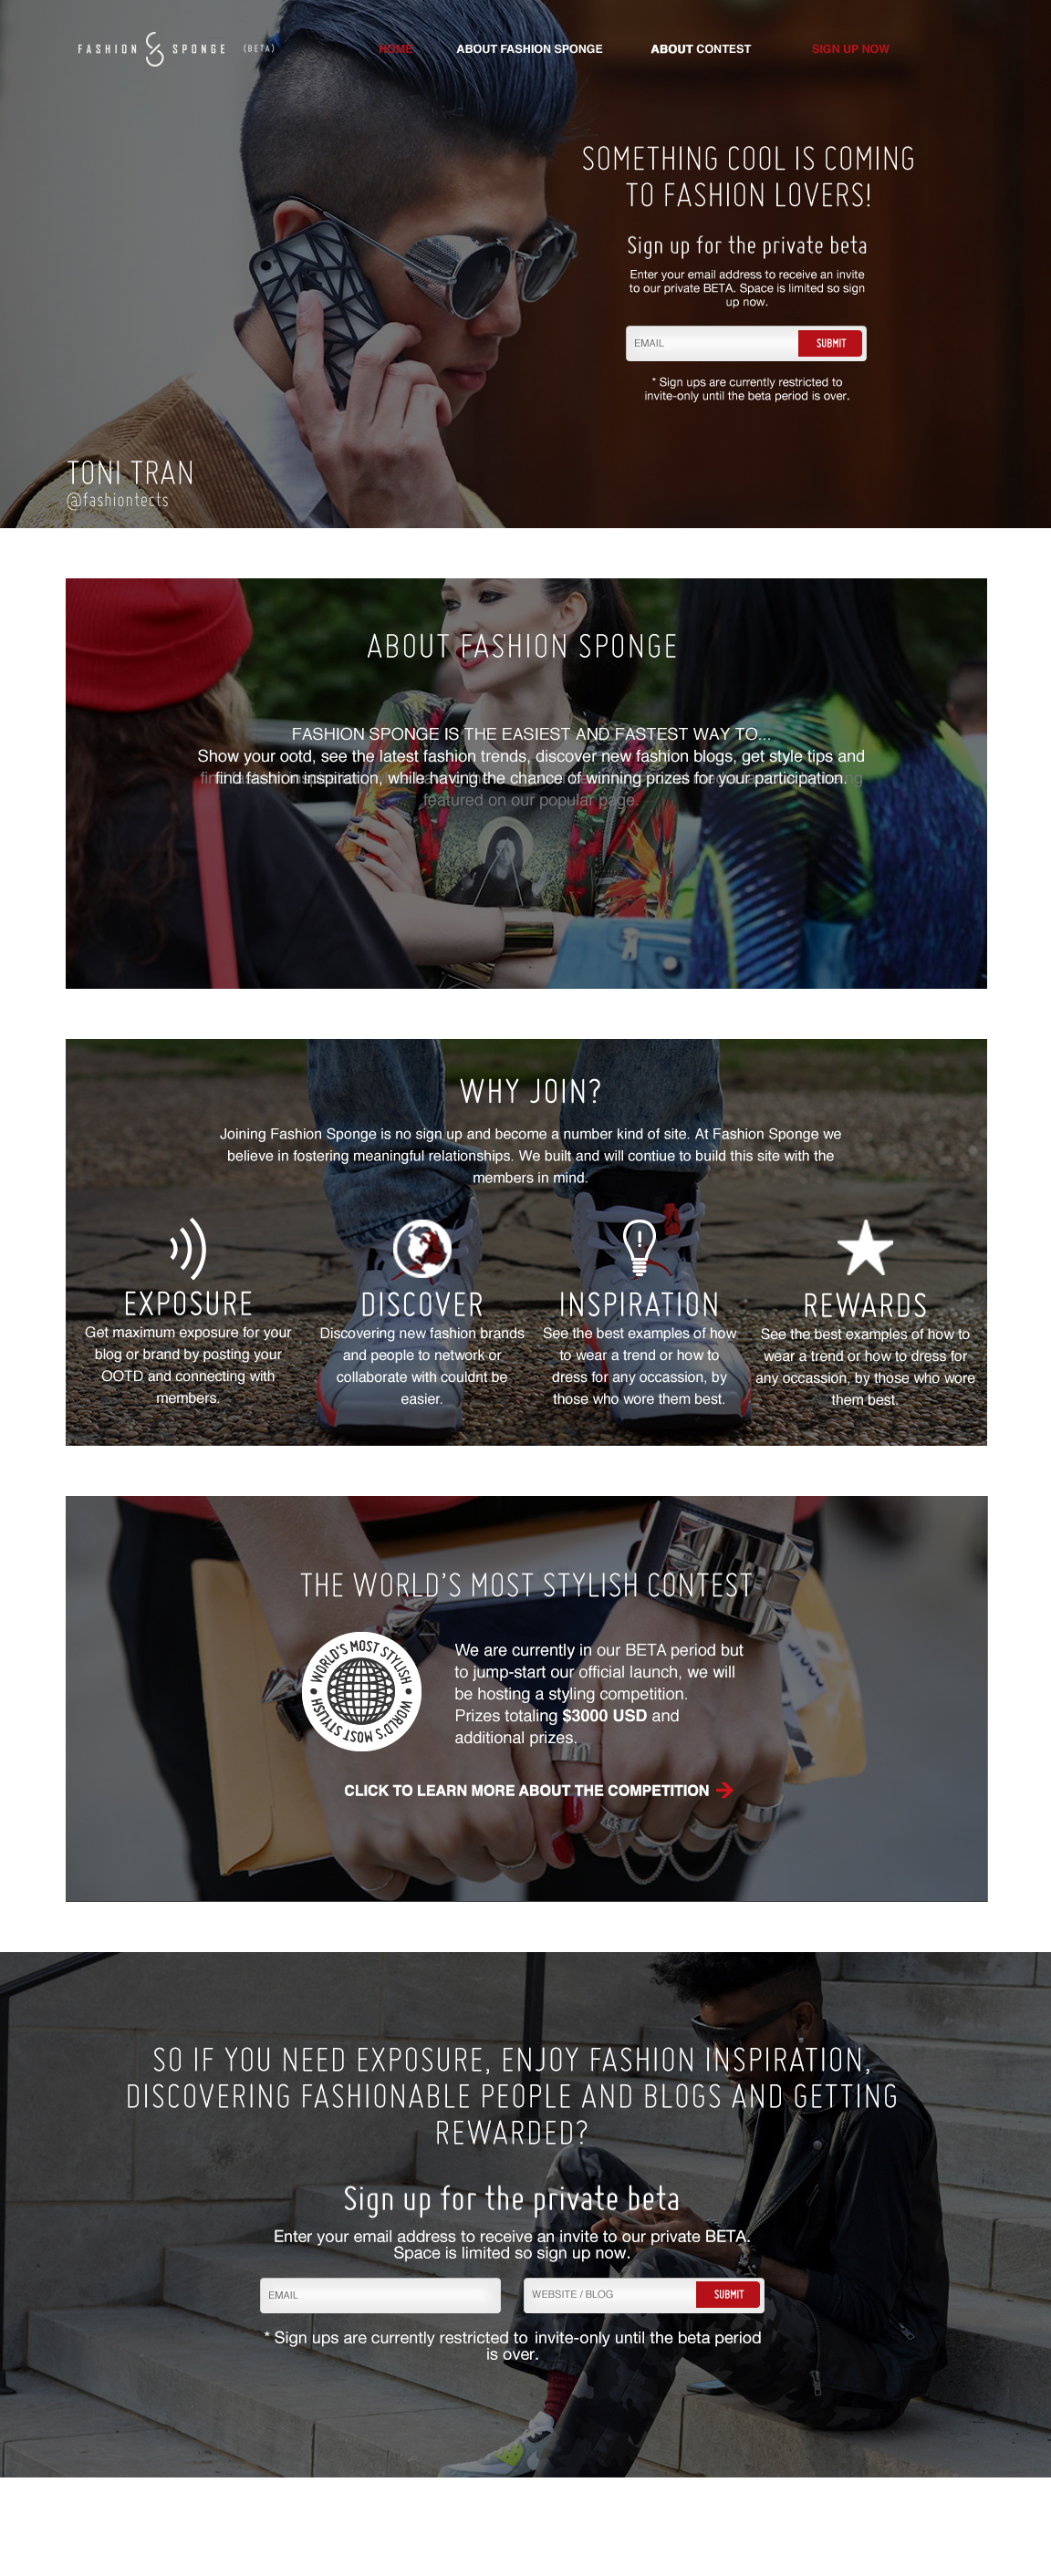 FASHION SPONGE (BETA)
HOME ABOUT FASHION SPONGE ABOUT CONTEST SIGN UP NOW
SOMETHING COOL IS COMING
TO FASHION LOVERS!
Sign up for the private beta
Enter your email address to receive an invite
to our private BETA. Space is limited so sign
up now.
EMAIL SUBMIT
* Sign ups are currently restricted to
invite-only until the beta period is over.
TONI TRAN
@fashiontects
ABOUT FASHION SPONGE
FASHION SPONGE IS THE EASIEST AND FASTEST WAY TO...
Show your ootd, see the latest fashion trends, discover new fashion blogs, get style tips and
find fashion inspiration, while having the chance of winning prizes for your participation.
featured on our popular page.
WHY JOIN?
Joining Fashion Sponge is no sign up and become a number kind of site. At Fashion Sponge we
believe in fostering meaningful relationships. We built and will contiue to build this site with the
members in mind.
EXPOSURE
Get maximum exposure for your
blog or brand by posting your
OOTD and connecting with
members.
DISCOVER
Discovering new fashion brands
and people to network or
collaborate with couldnt be
easier.
INSPIRATION
See the best examples of how
to wear a trend or how to
dress for any occassion, by
those who wore them best.
REWARDS
See the best examples of how to
wear a trend or how to dress for
any occassion, by those who wore
them best.
THE WORLD'S MOST STYLISH CONTEST
WORLD'S MOST STYLISH • WORLD'S MOST STYLISH •
We are currently in our BETA period but
to jump-start our official launch, we will
be hosting a styling competition.
Prizes totaling $3000 USD and
additional prizes.
CLICK TO LEARN MORE ABOUT THE COMPETITION
SO IF YOU NEED EXPOSURE, ENJOY FASHION INSPIRATION,
DISCOVERING FASHIONABLE PEOPLE AND BLOGS AND GETTING
REWARDED?
Sign up for the private beta
Enter your email address to receive an invite to our private BETA.
Space is limited so sign up now.
EMAIL WEBSITE / BLOG SUBMIT
* Sign ups are currently restricted to invite-only until the beta period
is over.